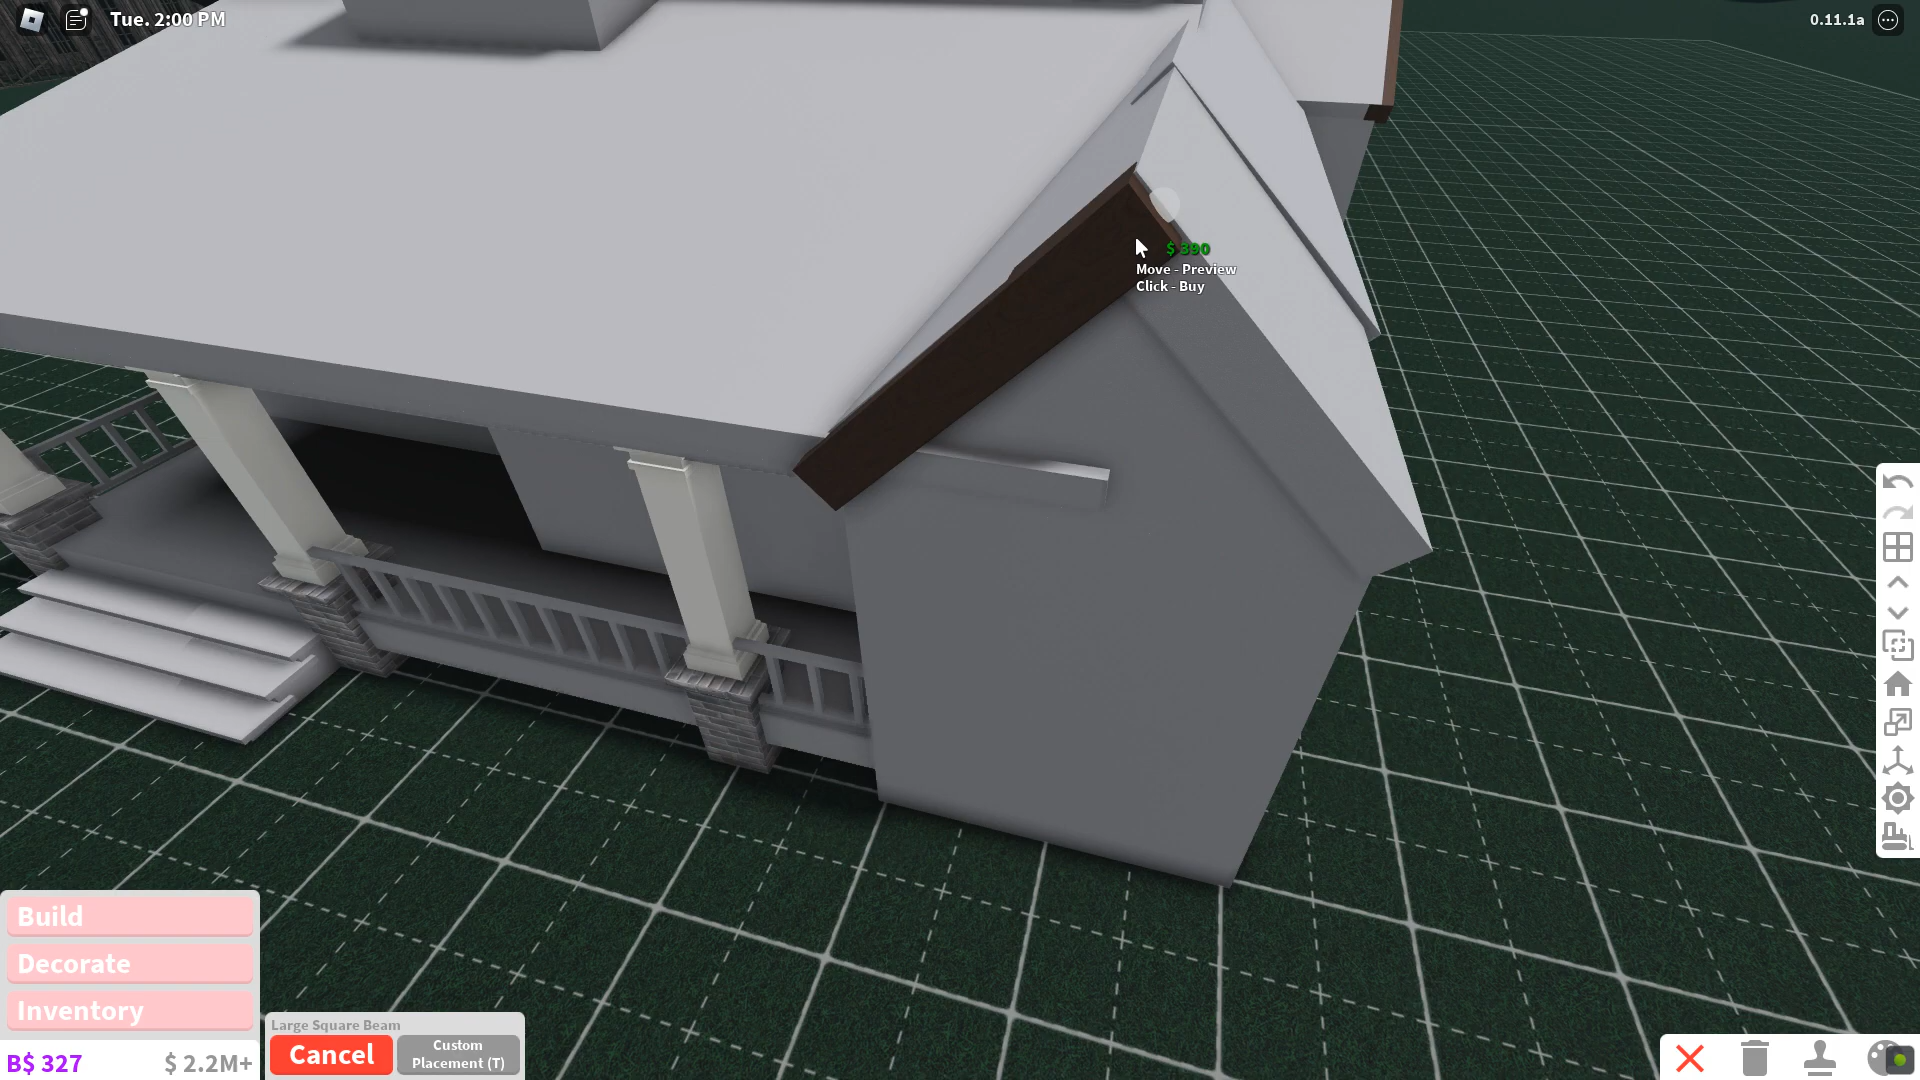 Tue. 2:00 PM
0.11.1a
$ 390
Move - Preview
Click - Buy
Build
Decorate
Inventory
B$ 327
$ 2.2M+
Large Square Beam
Cancel
Custom
Placement (T)